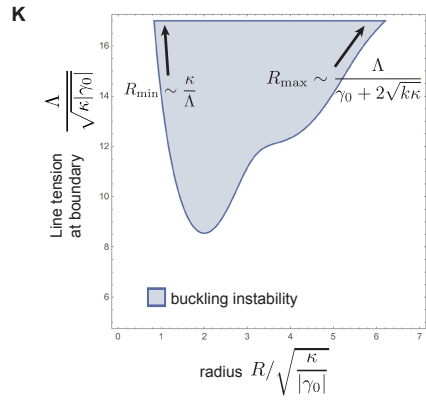 K
Λ / √κ|γ₀|
Line tension
at boundary
16
14
12
10
8
6
R_min ~ κ/Λ
R_max ~ Λ / γ₀ + 2√kκ
buckling instability
0 1 2 3 4 5 6 7
radius R/√κ/|γ₀|